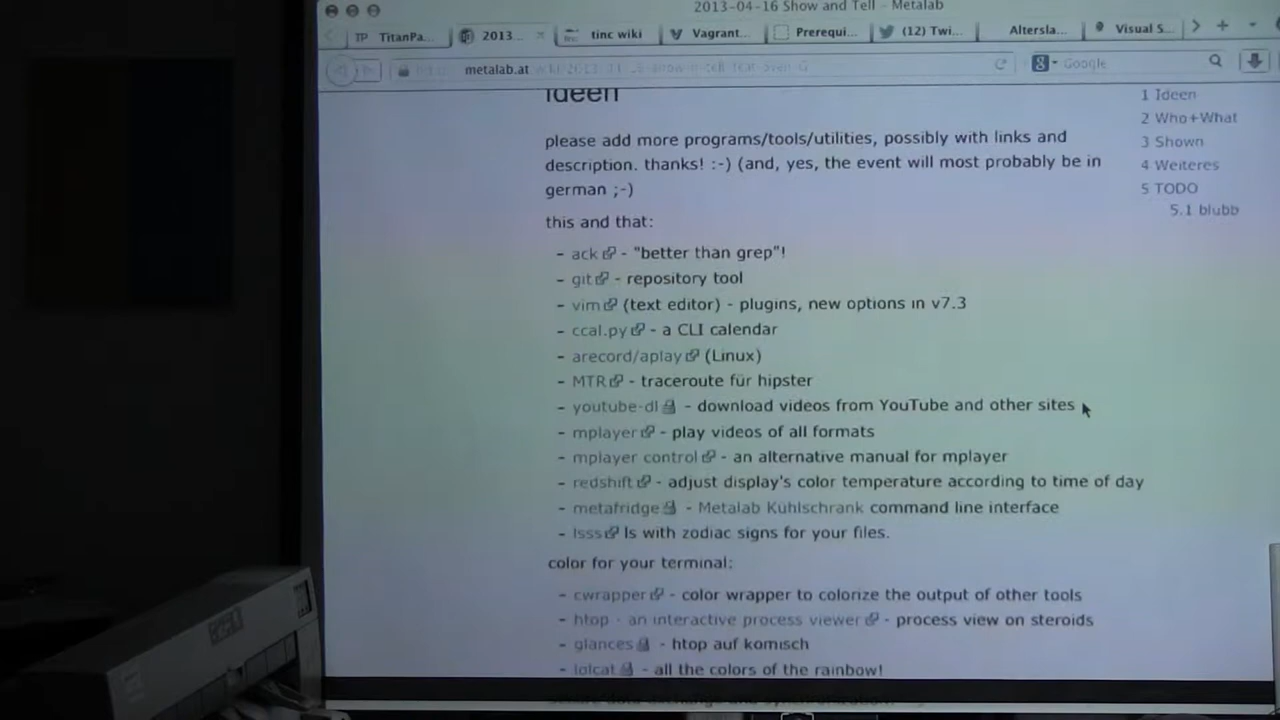 2013-04-16 Show and Tell - Metalab
TitanPa...
2013 ...
tinc wiki
Vagrant...
Prerequi...
(12) Twi...
Altersla...
Visual S...
metalab.at
Google
Ideen
1 Ideen
2 Who+What
3 Shown
4 Weiteres
5 TODO
5.1 blubb
please add more programs/tools/utilities, possibly with links and
description. thanks! :-) (and, yes, the event will most probably be in
german ;-)
this and that:
- ack - "better than grep"!
- git - repository tool
- vim (text editor) - plugins, new options in v7.3
- ccal.py - a CLI calendar
- arecord/aplay (Linux)
- MTR - traceroute für hipster
- youtube-dl - download videos from YouTube and other sites
- mplayer - play videos of all formats
- mplayer control - an alternative manual for mplayer
- redshift - adjust display's color temperature according to time of day
- metafridge - Metalab Kühlschrank command line interface
- lsss ls with zodiac signs for your files.
color for your terminal:
- cwrapper - color wrapper to colorize the output of other tools
- htop - an interactive process viewer - process view on steroids
- glances - htop auf komisch
- lolcat - all the colors of the rainbow!